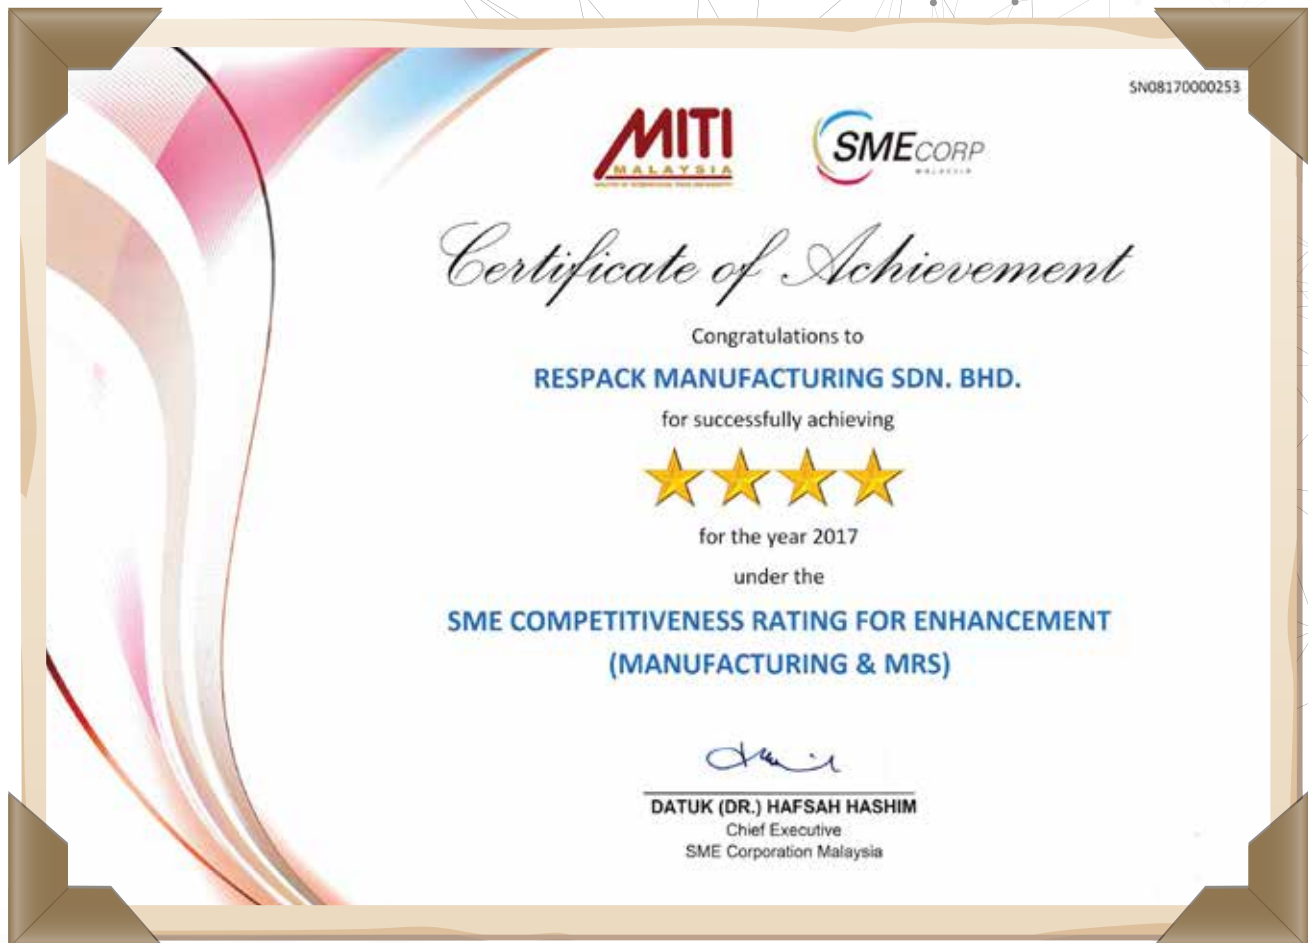 SN08170000253
MITI
MALAYSIA
SMECORP
MALAYSIA
Certificate of Achievement
Congratulations to
RESPACK MANUFACTURING SDN. BHD.
for successfully achieving
for the year 2017
under the
SME COMPETITIVENESS RATING FOR ENHANCEMENT
(MANUFACTURING & MRS)
DATUK (DR.) HAFSAH HASHIM
Chief Executive
SME Corporation Malaysia